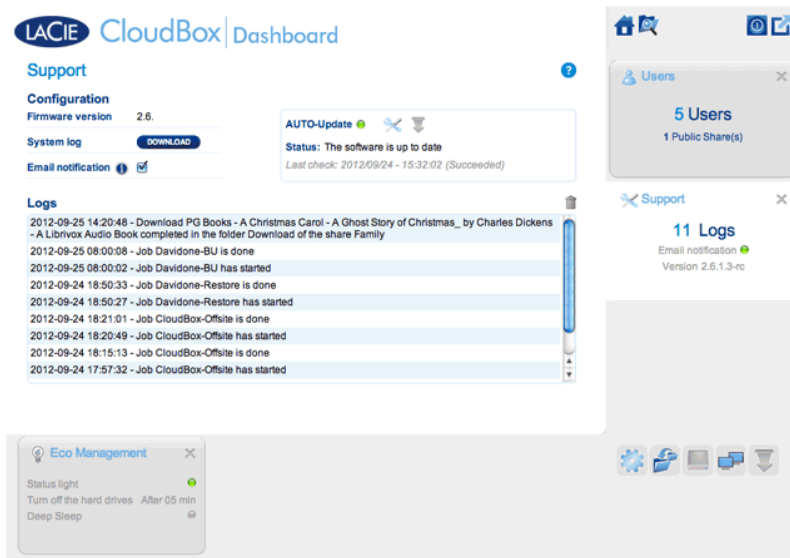 LACIE CloudBox Dashboard
Support
?
Configuration
Firmware version 2.6.
System log DOWNLOAD
Email notification
AUTO-Update
Status: The software is up to date
Last check: 2012/09/24 - 15:32:02 (Succeeded)
Logs
2012-09-25 14:20:48 - Download PG Books - A Christmas Carol - A Ghost Story of Christmas_ by Charles Dickens
- A Librivox Audio Book completed in the folder Download of the share Family
2012-09-25 08:00:08 - Job Davidone-BU is done
2012-09-25 08:00:02 - Job Davidone-BU has started
2012-09-24 18:50:33 - Job Davidone-Restore is done
2012-09-24 18:50:27 - Job Davidone-Restore has started
2012-09-24 18:21:01 - Job CloudBox-Offsite is done
2012-09-24 18:20:49 - Job CloudBox-Offsite has started
2012-09-24 18:15:13 - Job CloudBox-Offsite is done
2012-09-24 17:57:32 - Job CloudBox-Offsite has started
Users
5 Users
1 Public Share(s)
Support
11 Logs
Email notification
Version 2.6.1.3-rc
Eco Management
Status light
Turn off the hard drives After 05 min
Deep Sleep